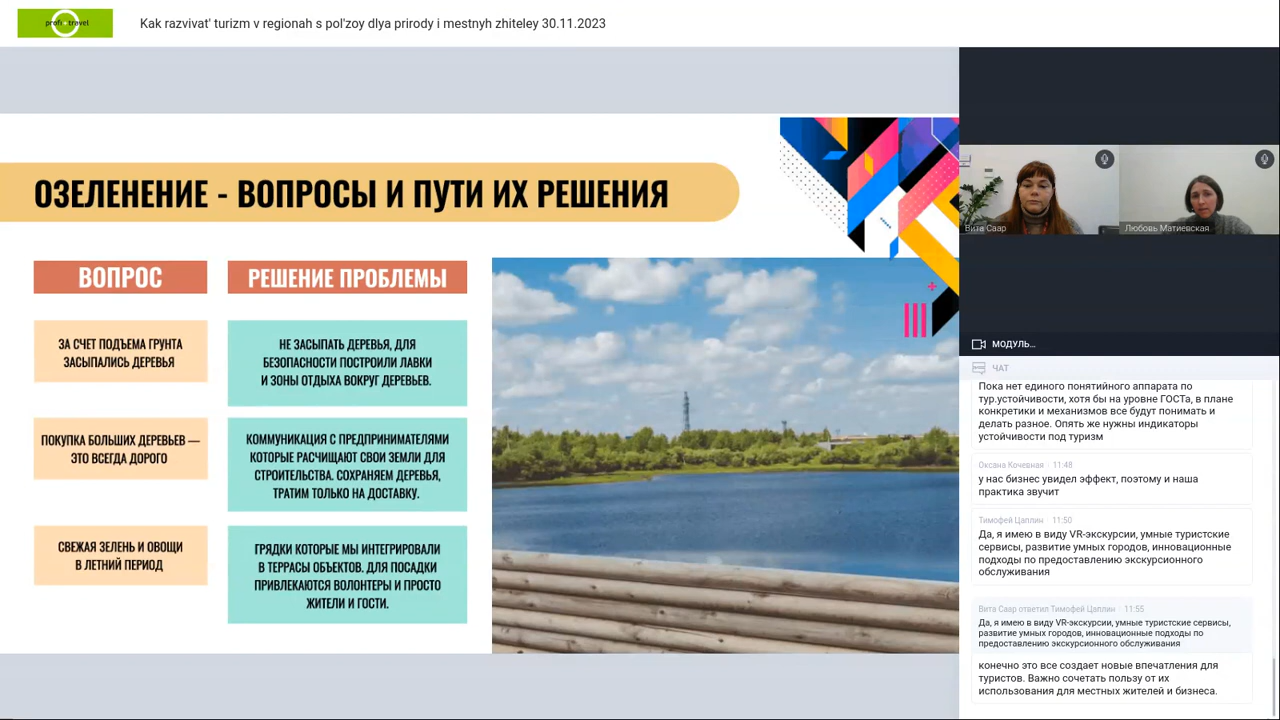 profi travel
Kak razvivat' turizm v regionah s pol'zoy dlya prirody i mestnyh zhiteley 30.11.2023
ОЗЕЛЕНЕНИЕ - ВОПРОСЫ И ПУТИ ИХ РЕШЕНИЯ
ВОПРОС
РЕШЕНИЕ ПРОБЛЕМЫ
ЗА СЧЕТ ПОДЪЕМА ГРУНТА
ЗАСЫПАЛИСЬ ДЕРЕВЬЯ
НЕ ЗАСЫПАТЬ ДЕРЕВЬЯ, ДЛЯ
БЕЗОПАСНОСТИ ПОСТРОИЛИ ЛАВКИ
И ЗОНЫ ОТДЫХА ВОКРУГ ДЕРЕВЬЕВ.
ПОКУПКА БОЛЬШИХ ДЕРЕВЬЕВ —
ЭТО ВСЕГДА ДОРОГО
КОММУНИКАЦИЯ С ПРЕДПРИНИМАТЕЛЯМИ
КОТОРЫЕ РАСЧИЩАЮТ СВОИ ЗЕМЛИ ДЛЯ
СТРОИТЕЛЬСТВА. СОХРАНЯЕМ ДЕРЕВЬЯ,
ТРАТИМ ТОЛЬКО НА ДОСТАВКУ.
СВЕЖАЯ ЗЕЛЕНЬ И ОВОЩИ
В ЛЕТНИЙ ПЕРИОД
ГРЯДКИ КОТОРЫЕ МЫ ИНТЕГРИРОВАЛИ
В ТЕРРАСЫ ОБЪЕКТОВ. ДЛЯ ПОСАДКИ
ПРИВЛЕКАЮТСЯ ВОЛОНТЕРЫ И ПРОСТО
ЖИТЕЛИ И ГОСТИ.
Вита Саар
Любовь Матиевская
МОДУЛЬ...
ЧАТ
Пока нет единого понятийного аппарата по
тур.устойчивости, хотя бы на уровне ГОСТа, в плане
конкретики и механизмов все будут понимать и
делать разное. Опять же нужны индикаторы
устойчивости под туризм
Оксана Кочевная 11:48
у нас бизнес увидел эффект, поэтому и наша
практика звучит
Тимофей Цаплин 11:50
Да, я имею в виду VR-экскурсии, умные туристские
сервисы, развитие умных городов, инновационные
подходы по предоставлению экскурсионного
обслуживания
Вита Саар ответил Тимофей Цаплин 11:55
Да, я имею в виду VR-экскурсии, умные туристские сервисы,
развитие умных городов, инновационные подходы по
предоставлению экскурсионного обслуживания
конечно это все создает новые впечатления для
туристов. Важно сочетать пользу от их
использования для местных жителей и бизнеса.